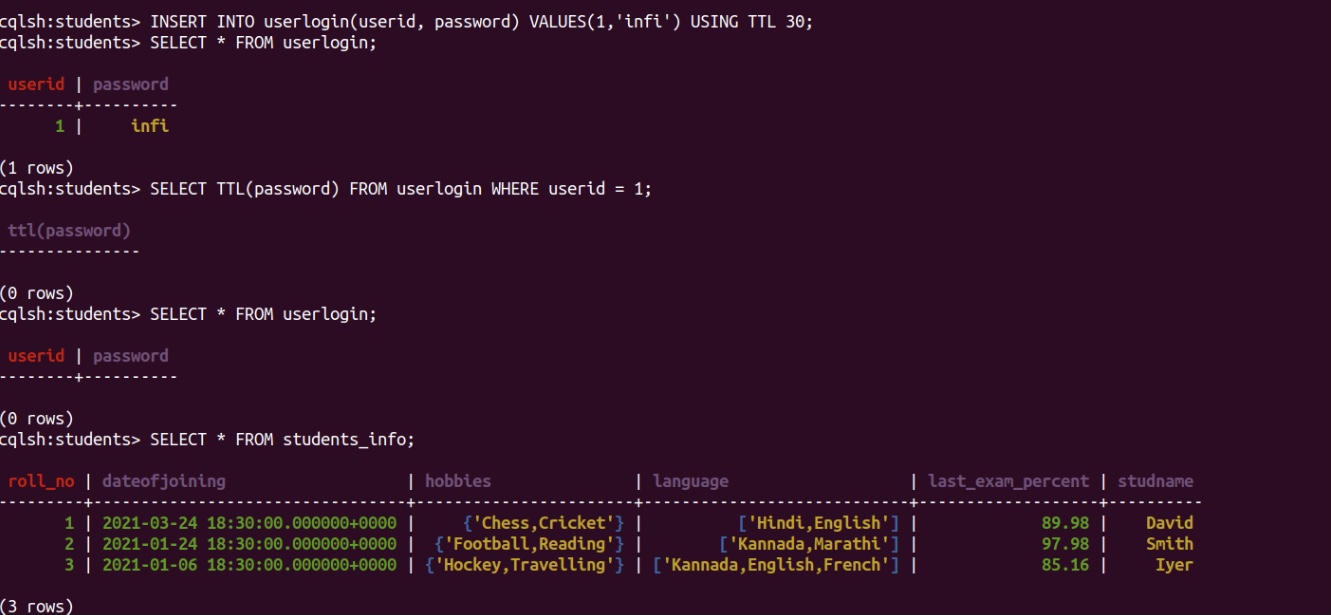 cqlsh:students> INSERT INTO userlogin(userid, password) VALUES(1,'infi') USING TTL 30;
cqlsh:students> SELECT * FROM userlogin;
userid | password
--------+----------
1 | infi
(1 rows)
cqlsh:students> SELECT TTL(password) FROM userlogin WHERE userid = 1;
ttl(password)
---------------
(0 rows)
cqlsh:students> SELECT * FROM userlogin;
userid | password
--------+----------
(0 rows)
cqlsh:students> SELECT * FROM students_info;
roll_no | dateofjoining | hobbies | language | last_exam_percent | studname
---------+---------------------------------+-----------------------+----------------------------+-------------------+----------
1 | 2021-03-24 18:30:00.000000+0000 | {'Chess,Cricket'} | ['Hindi,English'] | 89.98 | David
2 | 2021-01-24 18:30:00.000000+0000 | {'Football,Reading'} | ['Kannada,Marathi'] | 97.98 | Smith
3 | 2021-01-06 18:30:00.000000+0000 | {'Hockey,Travelling'} | ['Kannada,English,French'] | 85.16 | Iyer
(3 rows)